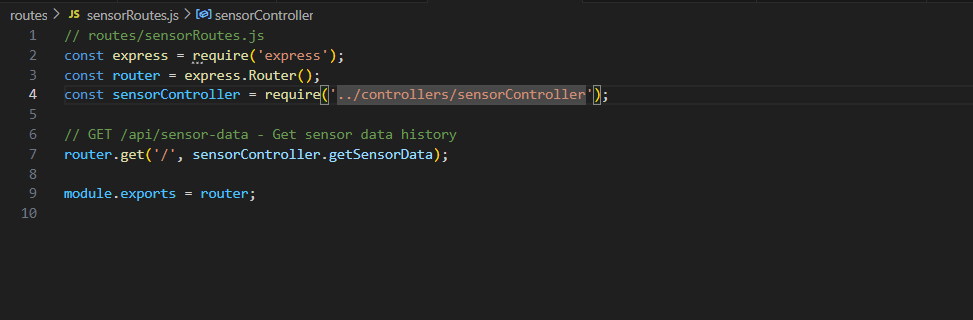 routes > JS sensorRoutes.js > sensorController
1 // routes/sensorRoutes.js
2 const express = require('express');
3 const router = express.Router();
4 const sensorController = require('../controllers/sensorController');
5
6 // GET /api/sensor-data - Get sensor data history
7 router.get('/', sensorController.getSensorData);
8
9 module.exports = router;
10